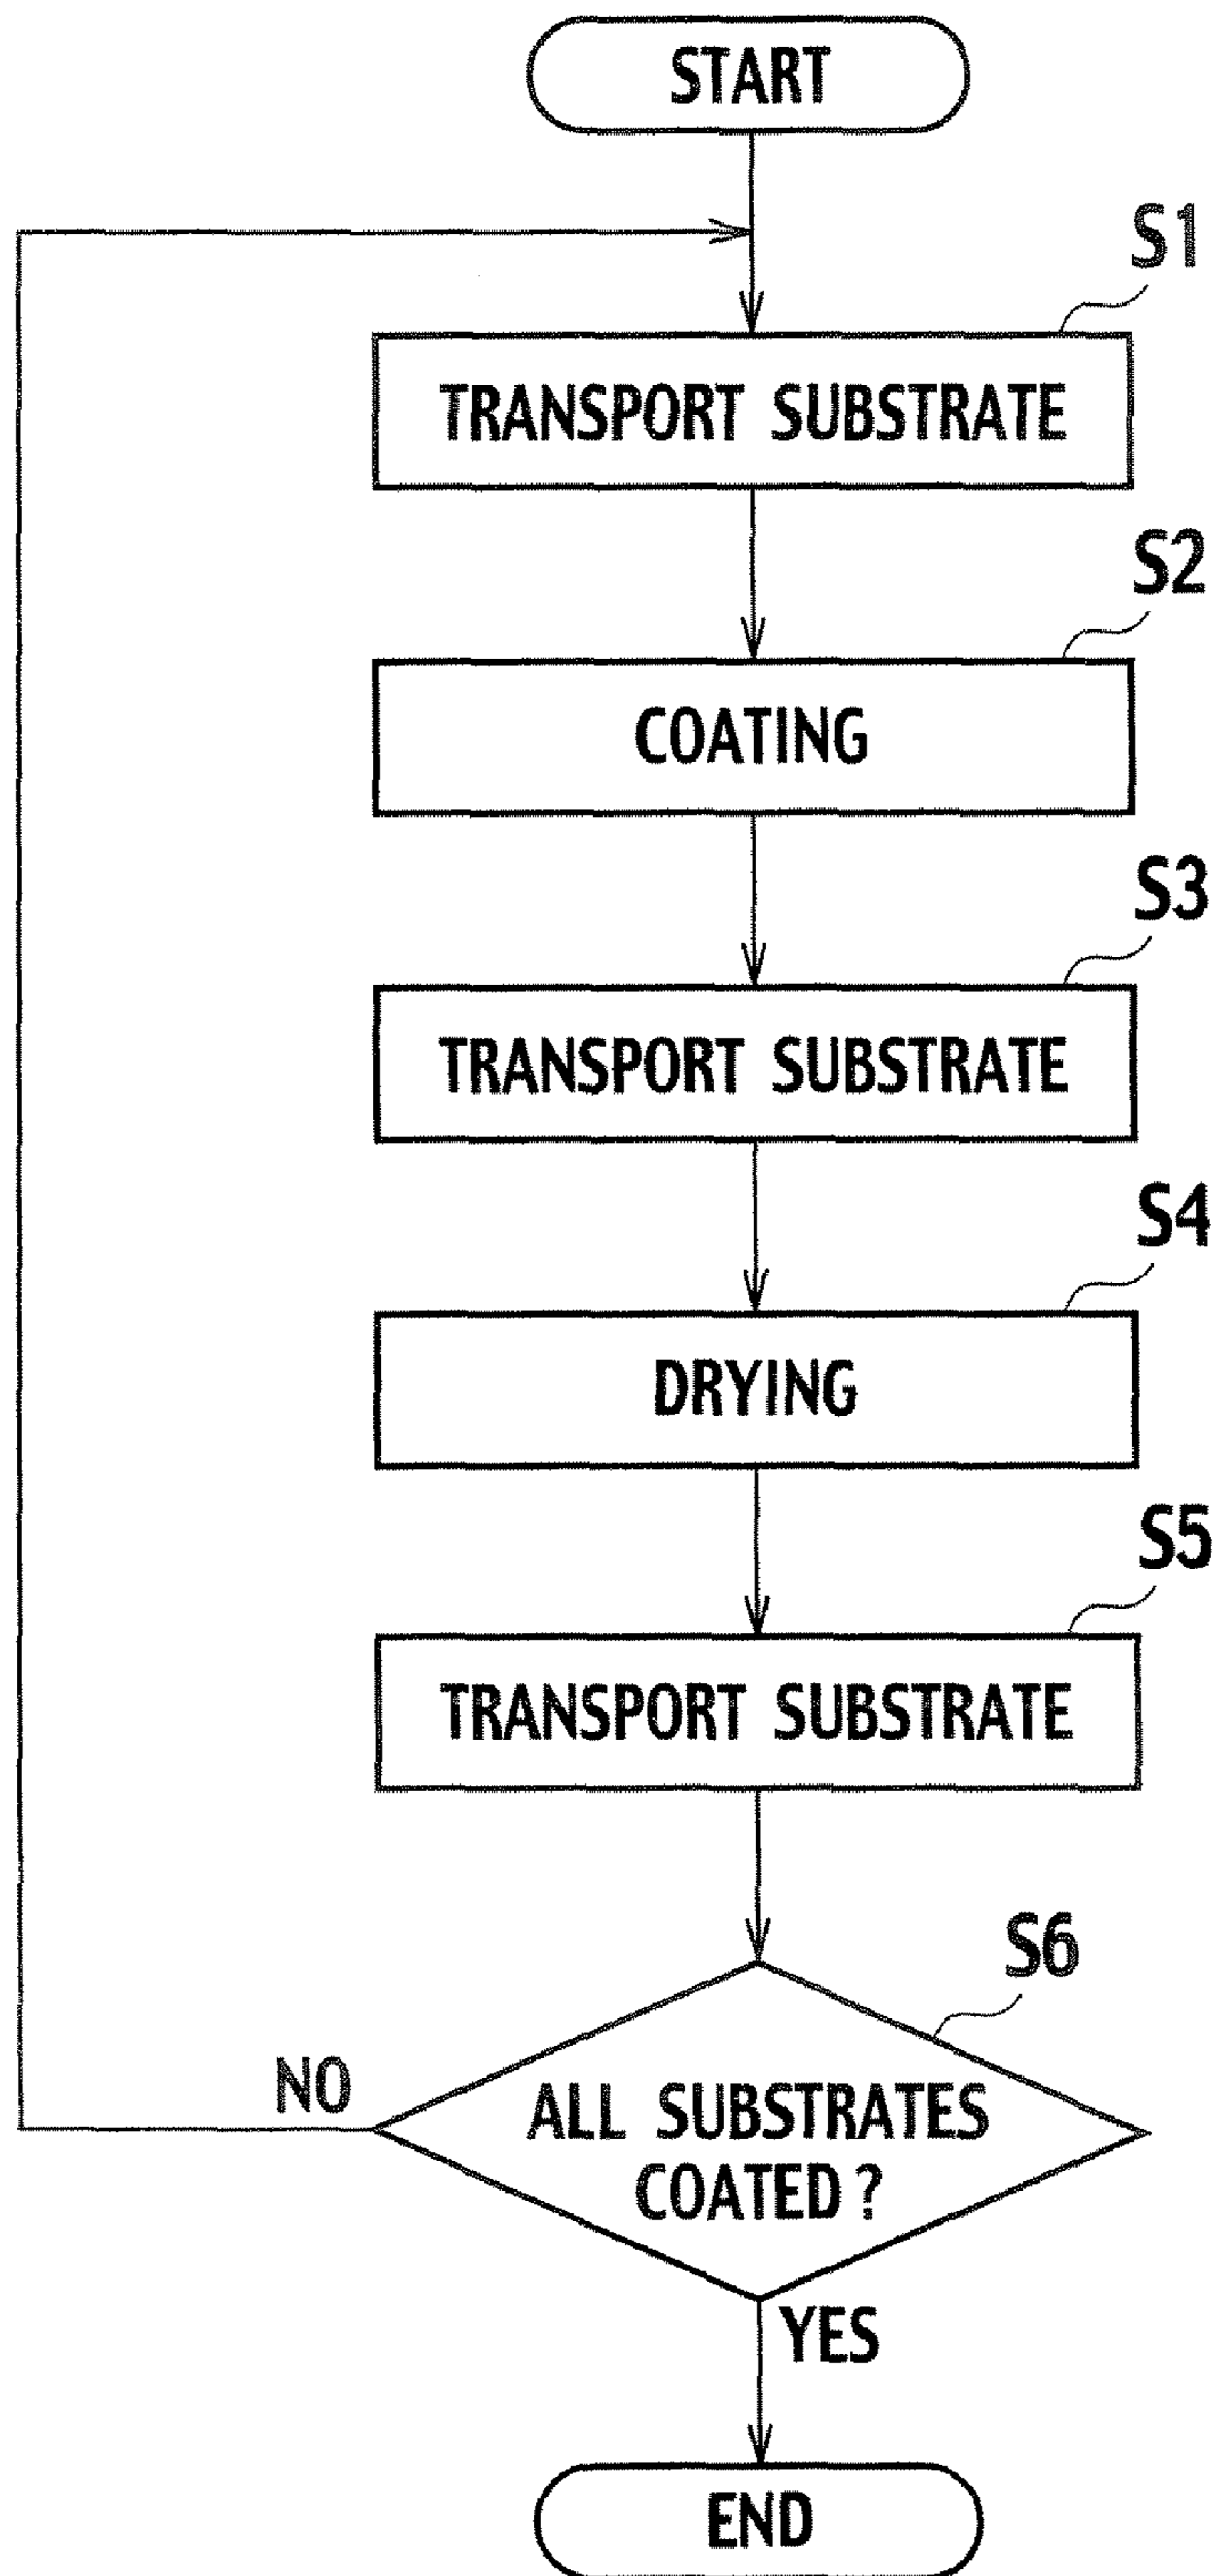 START
S1
TRANSPORT SUBSTRATE
S2
COATING
S3
TRANSPORT SUBSTRATE
S4
DRYING
S5
TRANSPORT SUBSTRATE
S6
NO
ALL SUBSTRATES
COATED ?
YES
END